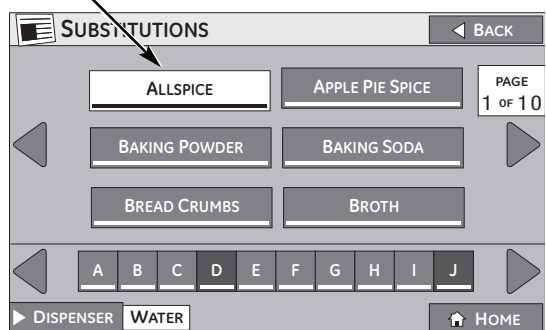 SUBSTITUTIONS
BACK
ALLSPICE
APPLE PIE SPICE
PAGE
1 OF 10
BAKING POWDER
BAKING SODA
BREAD CRUMBS
BROTH
A B C D E F G H I J
DISPENSER WATER
HOME